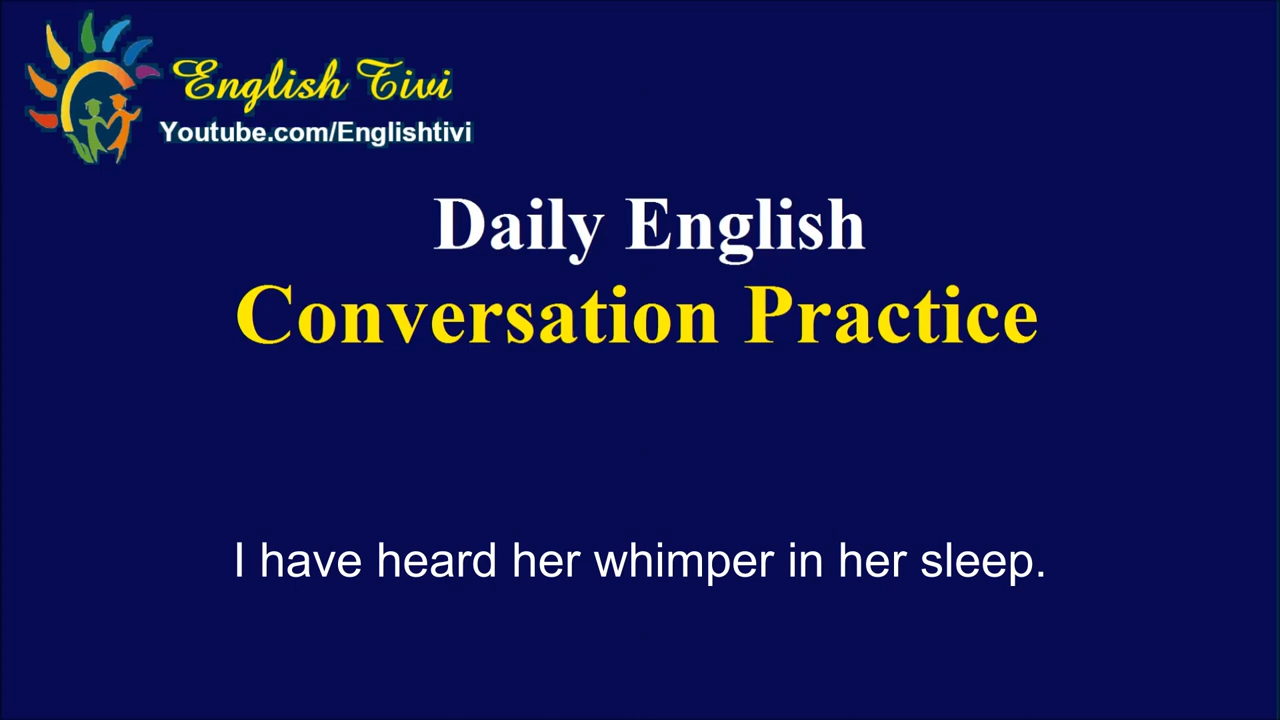 English Tivi
Youtube.com/Englishtivi
Daily English
Conversation Practice
I have heard her whimper in her sleep.